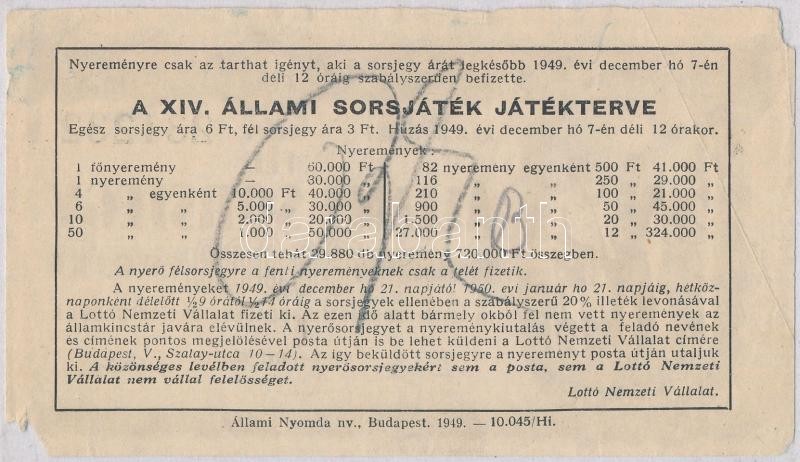 Nyereményre csak az tarthat igényt, aki a sorsjegy árát legkésőbb 1949. évi december hó 7-én
déli 12 óráig szabályszerűen befizette.
A XIV. ÁLLAMI SORSJÁTÉK JÁTÉKTERVE
Egész sorsjegy ára 6 Ft, fél sorsjegy ára 3 Ft. Húzás 1949. évi december hó 7-én déli 12 órakor.
Nyeremények:
1 főnyeremény — 60.000 Ft 82 nyeremény egyenként 500 Ft 41.000 Ft
1 nyeremény — 30.000 „ 116 „ „ 250 „ 29.000 „
4 „ egyenként 10.000 Ft 40.000 „ 210 „ „ 100 „ 21.000 „
6 „ „ 5.000 „ 30.000 „ 900 „ „ 50 „ 45.000 „
10 „ „ 2.000 „ 20.000 „ 1.500 „ „ 20 „ 30.000 „
50 „ „ 1.000 „ 50.000 „ 27.000 „ „ 12 „ 324.000 „
Összesen tehát 29.880 db nyeremény 720.000 Ft összegben.
A nyerő félsorsjegyre a fenti nyereményeknek csak a felét fizetik.
A nyereményeket 1949. évi december hó 21. napjától 1950. évi január ho 21. napjáig, hétköz-
naponként délelőtt ½9 órától ½14 óráig a sorsjegyek ellenében a szabályszerű 20% illeték levonásával
a Lottó Nemzeti Vállalat fizeti ki. Az ezen idő alatt bármely okból fel nem vett nyeremények az
államkincstár javára elévülnek. A nyerősorsjegyet a nyereménykiutalás végett a feladó nevének
és címének pontos megjelölésével posta útján is be lehet küldeni a Lottó Nemzeti Vállalat címére
(Budapest, V., Szalay-utca 10—14). Az így beküldött sorsjegyre a nyereményt posta útján utaljuk
ki. A közönséges levélben feladott nyerősorsjegyekért sem a posta, sem a Lottó Nemzeti
Vállalat nem vállal felelősséget.
Lottó Nemzeti Vállalat.
Állami Nyomda nv., Budapest. 1949. — 10.045/Hi.
darabanth
B